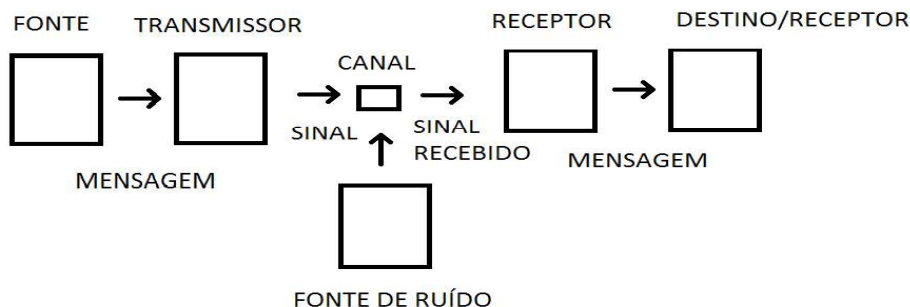 FONTE
TRANSMISSOR
RECEPTOR
DESTINO/RECEPTOR
CANAL
SINAL
SINAL
RECEBIDO
MENSAGEM
MENSAGEM
FONTE DE RUÍDO